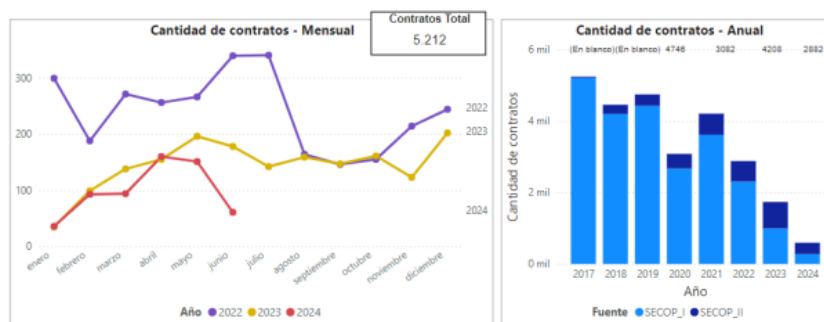 Cantidad de contratos - Mensual
Contratos Total
5.212
300
200
100
0
2022
2023
2024
enero
febrero
marzo
abril
mayo
junio
julio
agosto
septiembre
octubre
noviembre
diciembre
Año 2022 2023 2024
Cantidad de contratos - Anual
(En blanco)(En blanco) 4746 3082 4208 2882
6 mil
4 mil
2 mil
0 mil
Cantidad de contratos
2017 2018 2019 2020 2021 2022 2023 2024
Año
Fuente SECOP_I SECOP_II